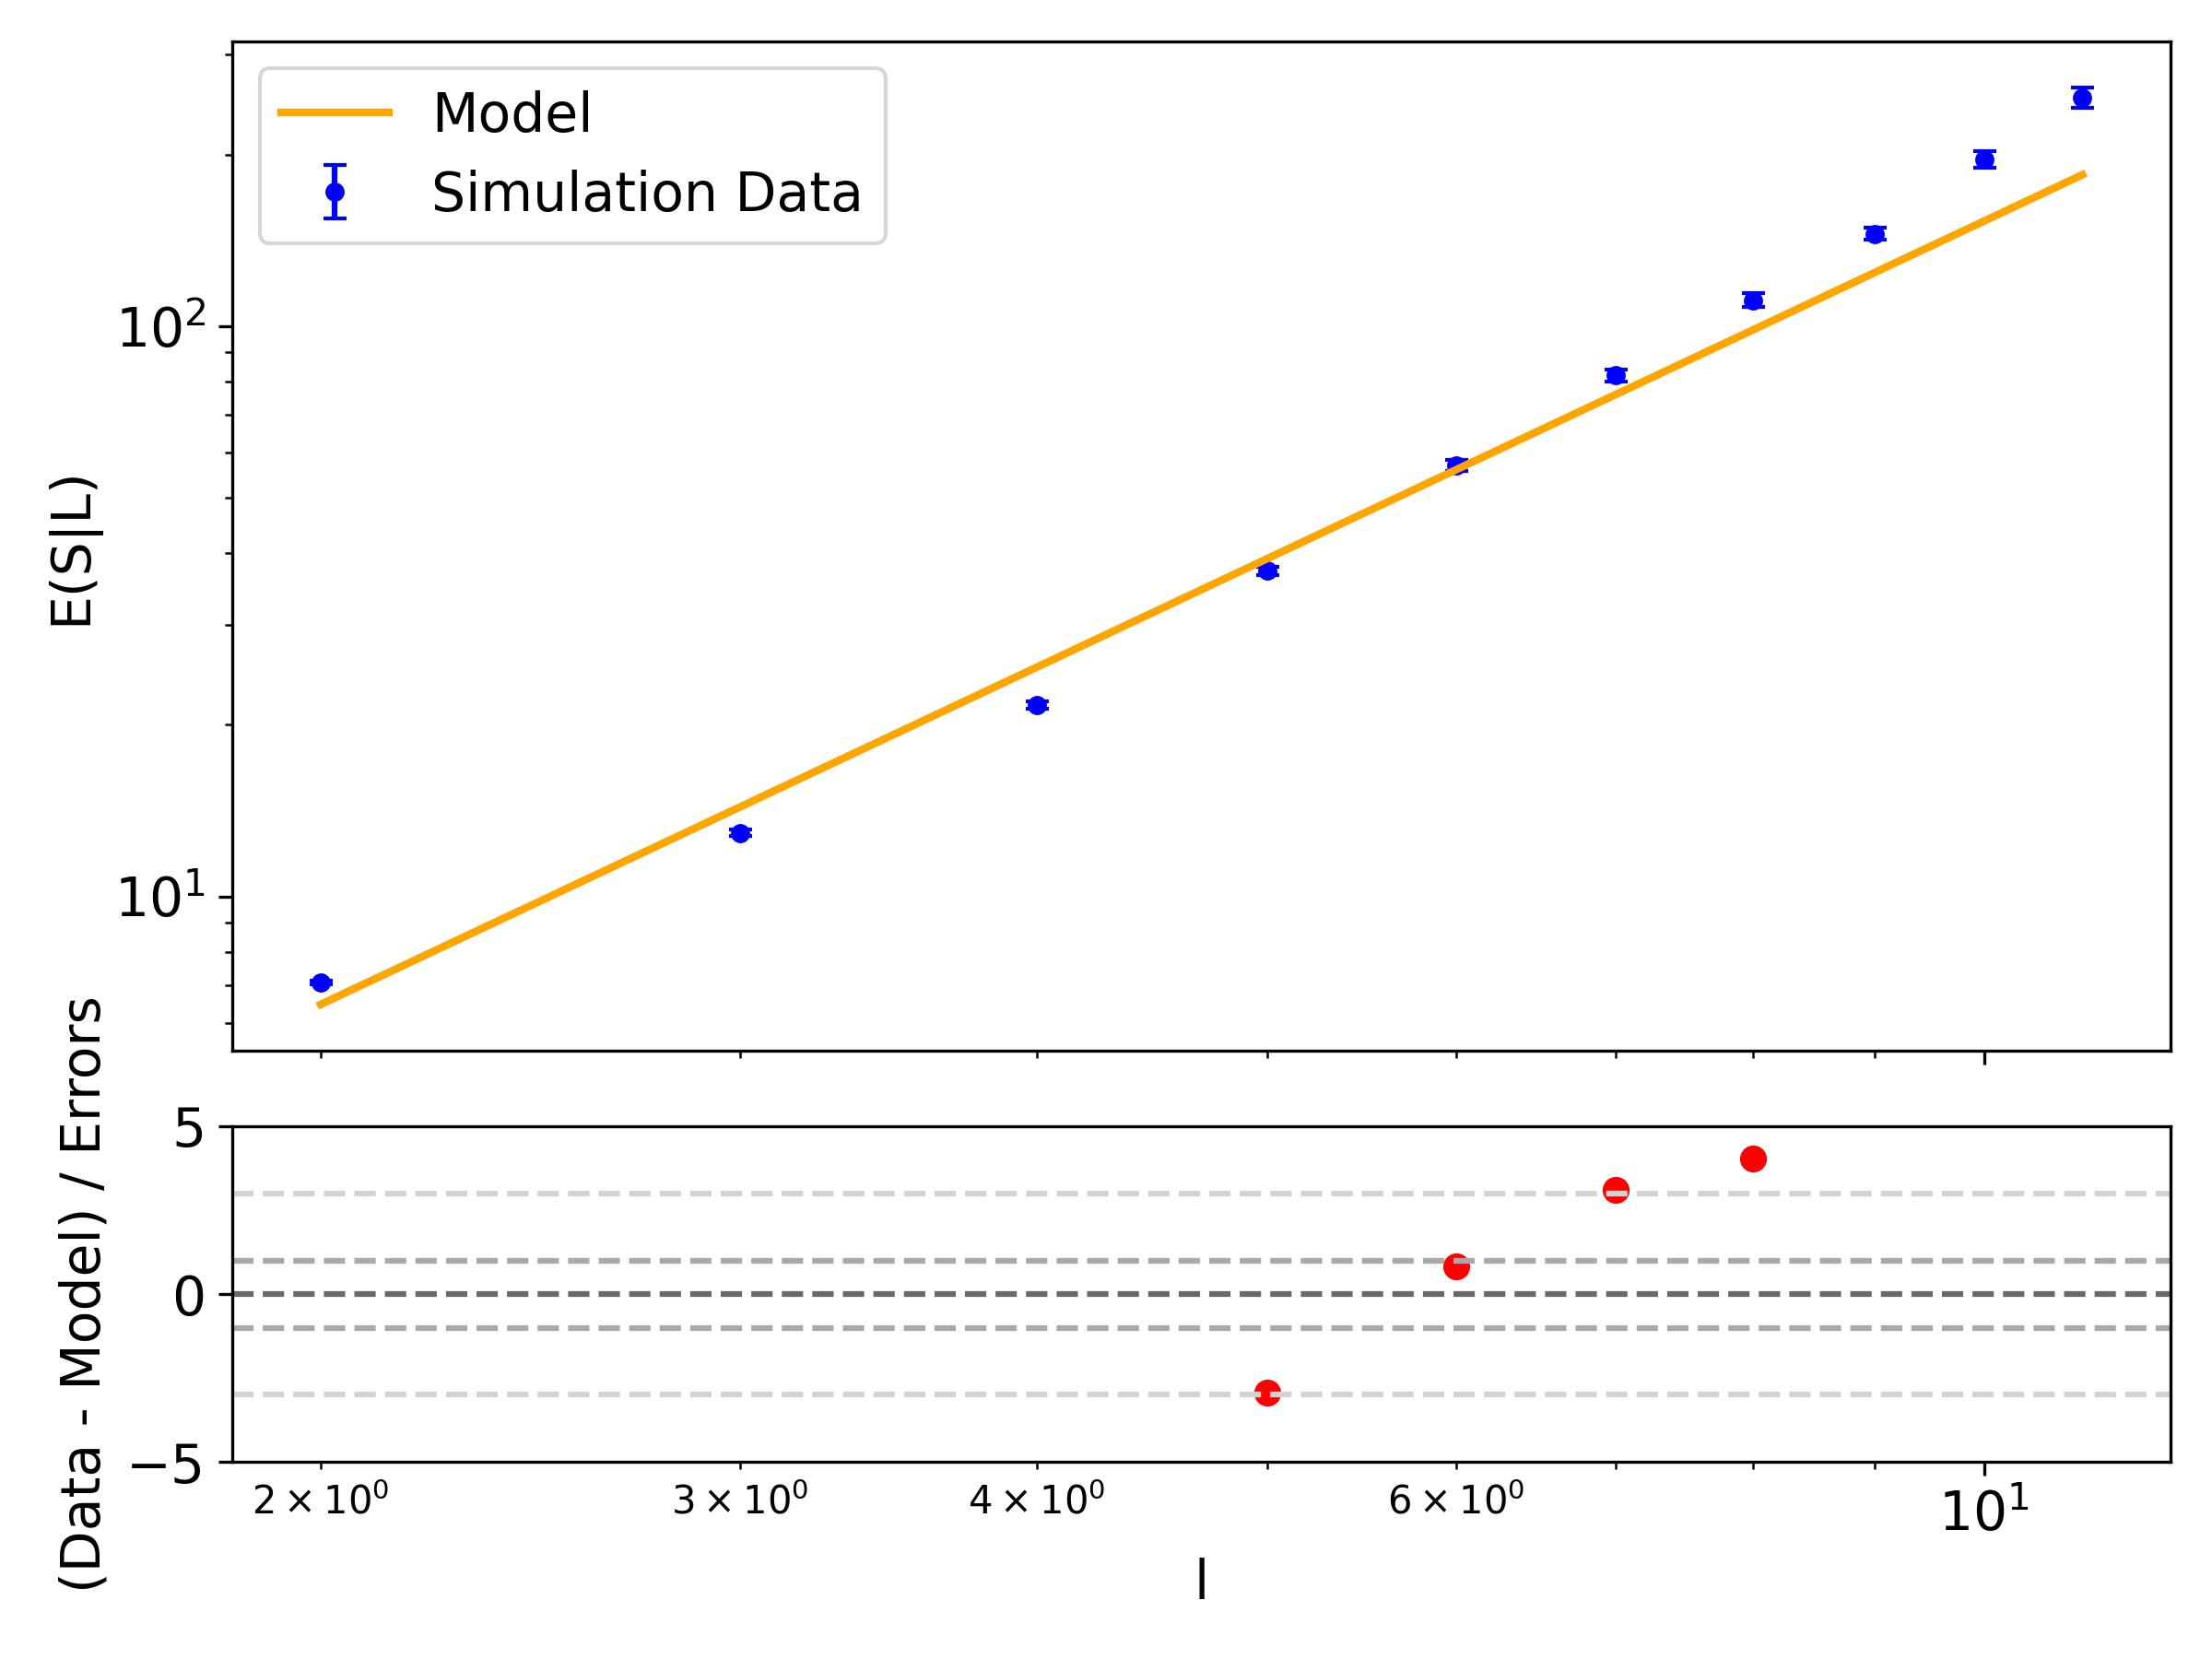 Model
Simulation Data
E(S|L)
10²
10¹
(Data - Model) / Errors
5
0
−5
2 × 10⁰
3 × 10⁰
4 × 10⁰
6 × 10⁰
10¹
l